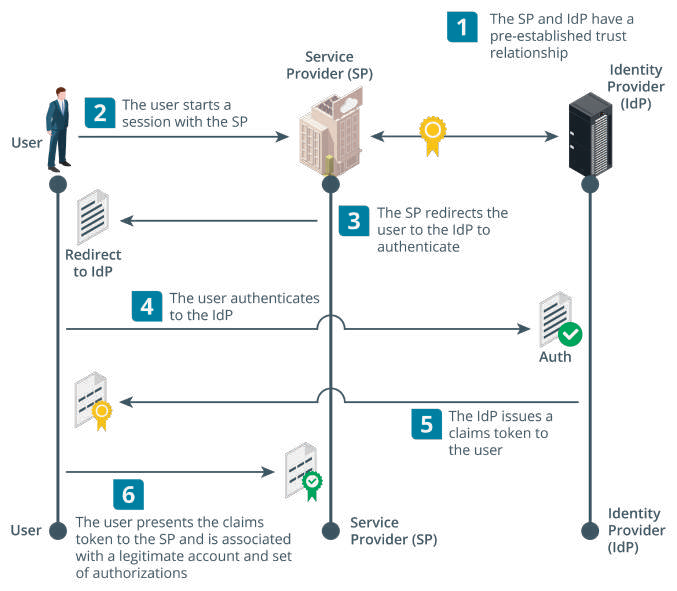 1
The SP and IdP have a
pre-established trust
relationship
Service
Provider (SP)
Identity
Provider
(IdP)
2
The user starts a
session with the SP
User
3
The SP redirects the
user to the IdP to
authenticate
Redirect
to IdP
4
The user authenticates
to the IdP
Auth
5
The IdP issues a
claims token to
the user
6
The user presents the claims
token to the SP and is associated
with a legitimate account and set
of authorizations
User
Service
Provider (SP)
Identity
Provider
(IdP)